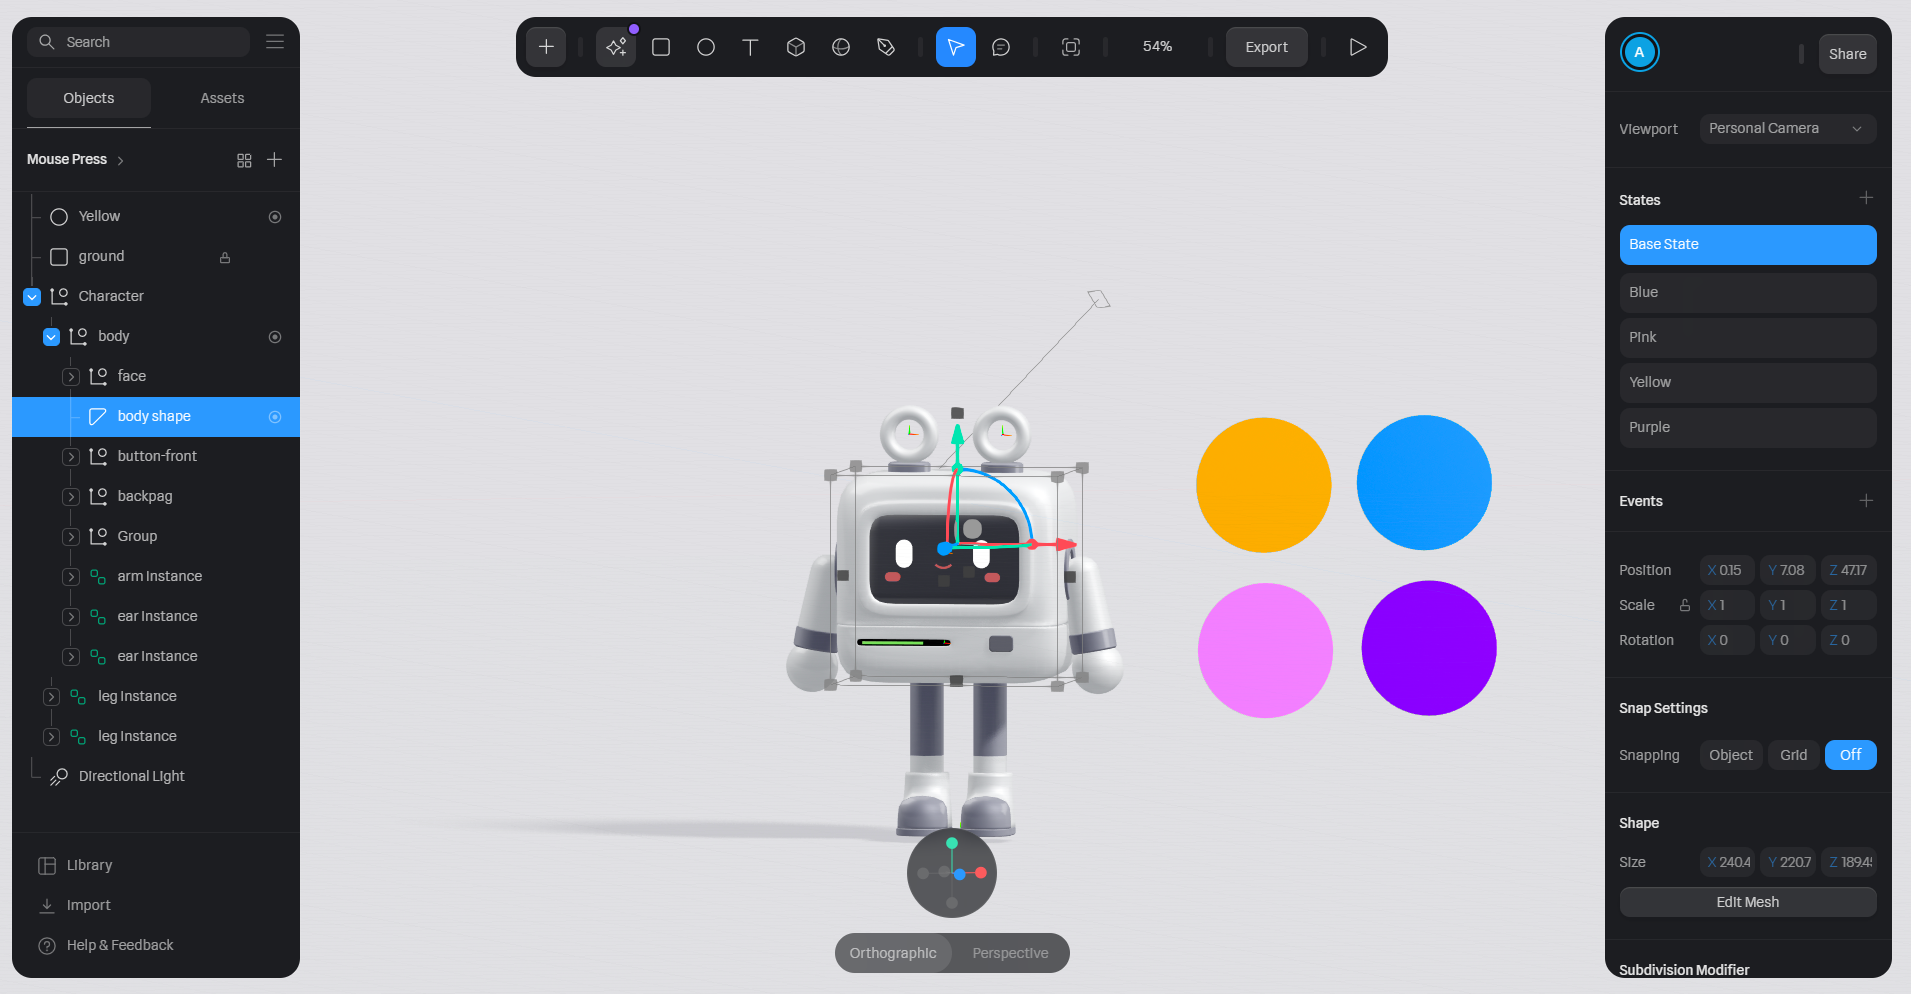 Search
Objects
Assets
Mouse Press
Yellow
ground
Character
body
face
body shape
button-front
backpag
Group
arm Instance
ear Instance
ear Instance
leg Instance
leg Instance
Directional Light
Library
Import
Help & Feedback
54%
Export
Orthographic
Perspective
A
Share
Viewport
Personal Camera
States
Base State
Blue
Pink
Yellow
Purple
Events
Position X 0.15 Y 7.08 Z 47.17
Scale X 1 Y 1 Z 1
Rotation X 0 Y 0 Z 0
Snap Settings
Snapping Object Grid Off
Shape
Size X 240.4 Y 220.7 Z 189.4
Edit Mesh
Subdivision Modifier